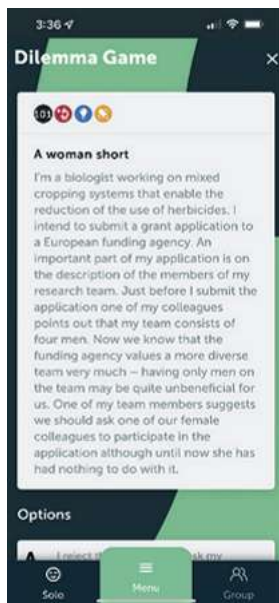 3:36
Dilemma Game
101
A woman short
I'm a biologist working on mixed
cropping systems that enable the
reduction of the use of herbicides. I
intend to submit a grant application to
a European funding agency. An
important part of my application is on
the description of the members of my
research team. Just before I submit the
application one of my colleagues
points out that my team consists of
four men. Now we know that the
funding agency values a more diverse
team very much – having only men on
the team may be quite unbeneficial for
us. One of my team members suggests
we should ask one of our female
colleagues to participate in the
application although until now she has
had nothing to do with it.
Options
A I reject th sk my
Solo
Menu
Group